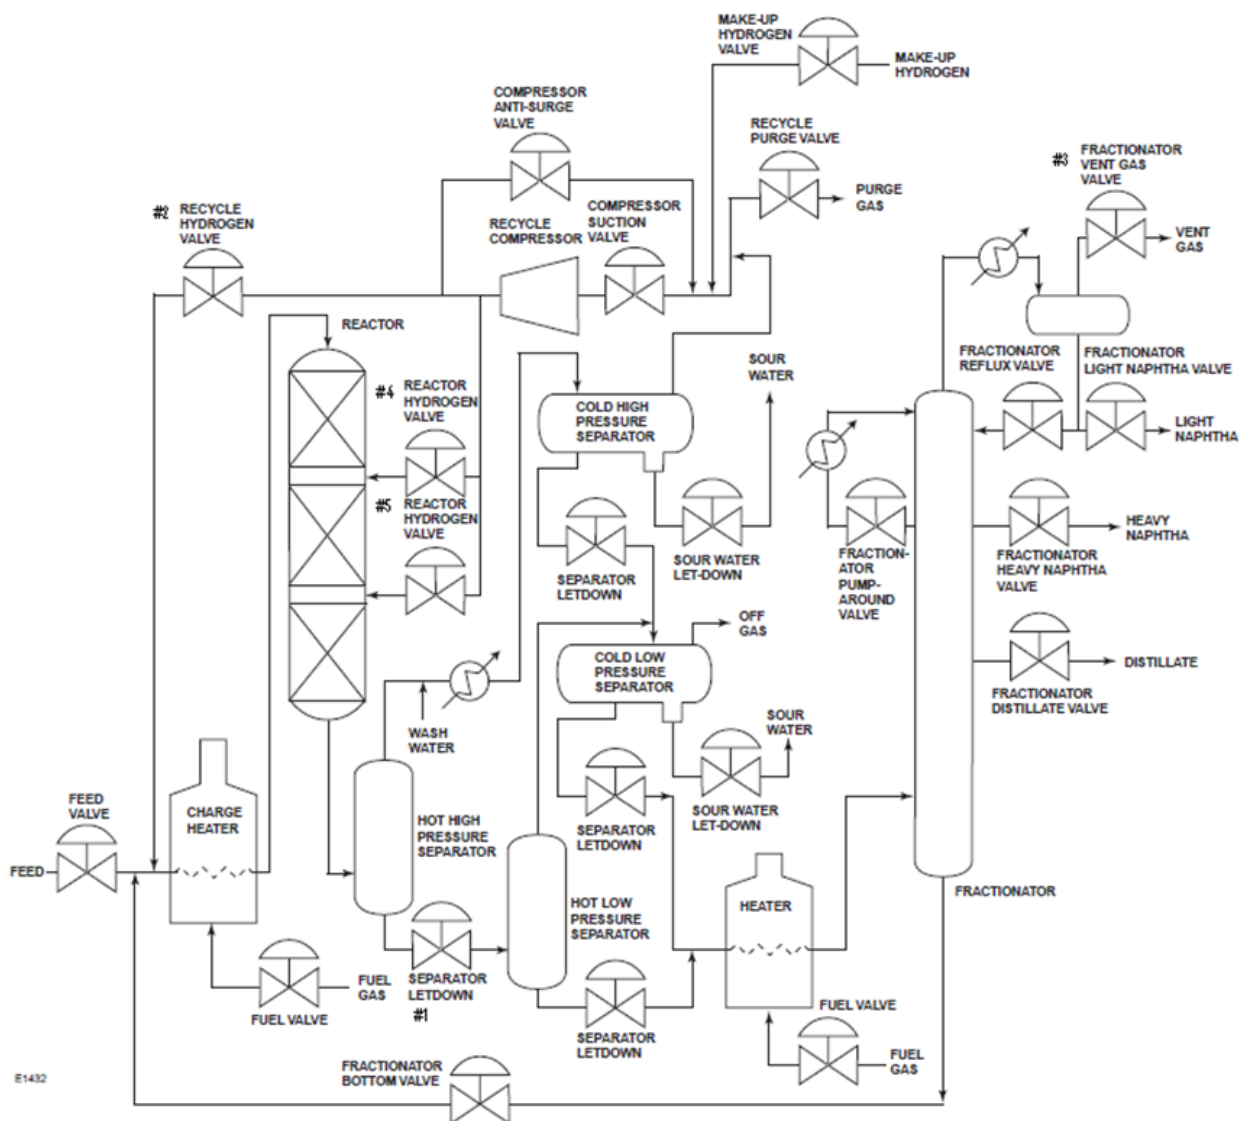 MAKE-UP
HYDROGEN
VALVE
MAKE-UP
HYDROGEN
COMPRESSOR
ANTI-SURGE
VALVE
RECYCLE
PURGE VALVE
#3 FRACTIONATOR
VENT GAS
VALVE
PURGE
GAS
#2 RECYCLE
HYDROGEN
VALVE
RECYCLE
COMPRESSOR
COMPRESSOR
SUCTION
VALVE
VENT
GAS
REACTOR
FRACTIONATOR
REFLUX VALVE
FRACTIONATOR
LIGHT NAPHTHA VALVE
SOUR
WATER
#4 REACTOR
HYDROGEN
VALVE
COLD HIGH
PRESSURE
SEPARATOR
LIGHT
NAPHTHA
#5 REACTOR
HYDROGEN
VALVE
HEAVY
NAPHTHA
SEPARATOR
LETDOWN
SOUR WATER
LET-DOWN
FRACTION-
ATOR
PUMP-
AROUND
VALVE
FRACTIONATOR
HEAVY NAPHTHA
VALVE
OFF
GAS
COLD LOW
PRESSURE
SEPARATOR
DISTILLATE
FRACTIONATOR
DISTILLATE VALVE
WASH
WATER
SOUR
WATER
FEED
VALVE
CHARGE
HEATER
HOT HIGH
PRESSURE
SEPARATOR
SEPARATOR
LETDOWN
SOUR WATER
LET-DOWN
FEED
FRACTIONATOR
HOT LOW
PRESSURE
SEPARATOR
HEATER
FUEL
GAS
FUEL VALVE
SEPARATOR
LETDOWN
#1
SEPARATOR
LETDOWN
FUEL VALVE
FUEL
GAS
FRACTIONATOR
BOTTOM VALVE
E1432